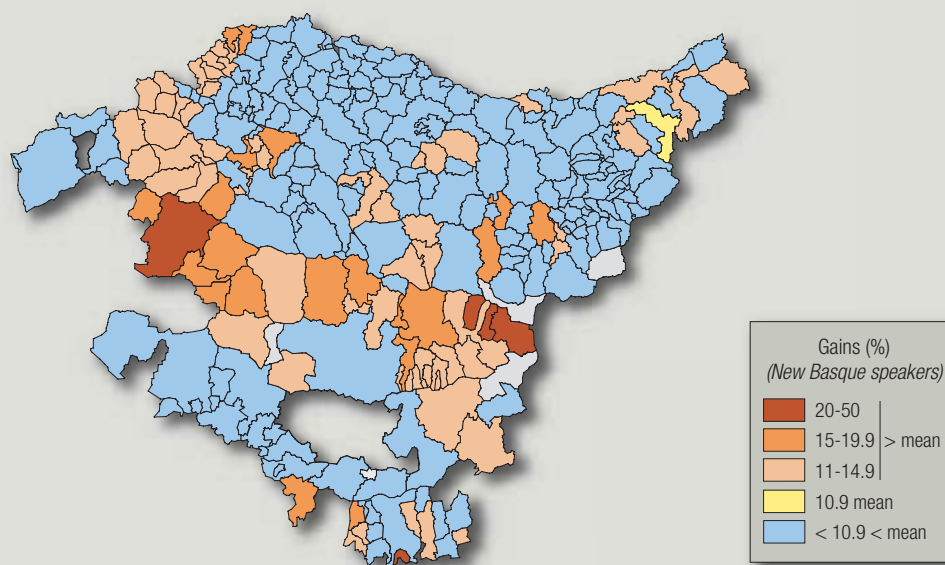 Gains (%)
(New Basque speakers)
20-50
15-19.9 > mean
11-14.9
10.9 mean
< 10.9 < mean